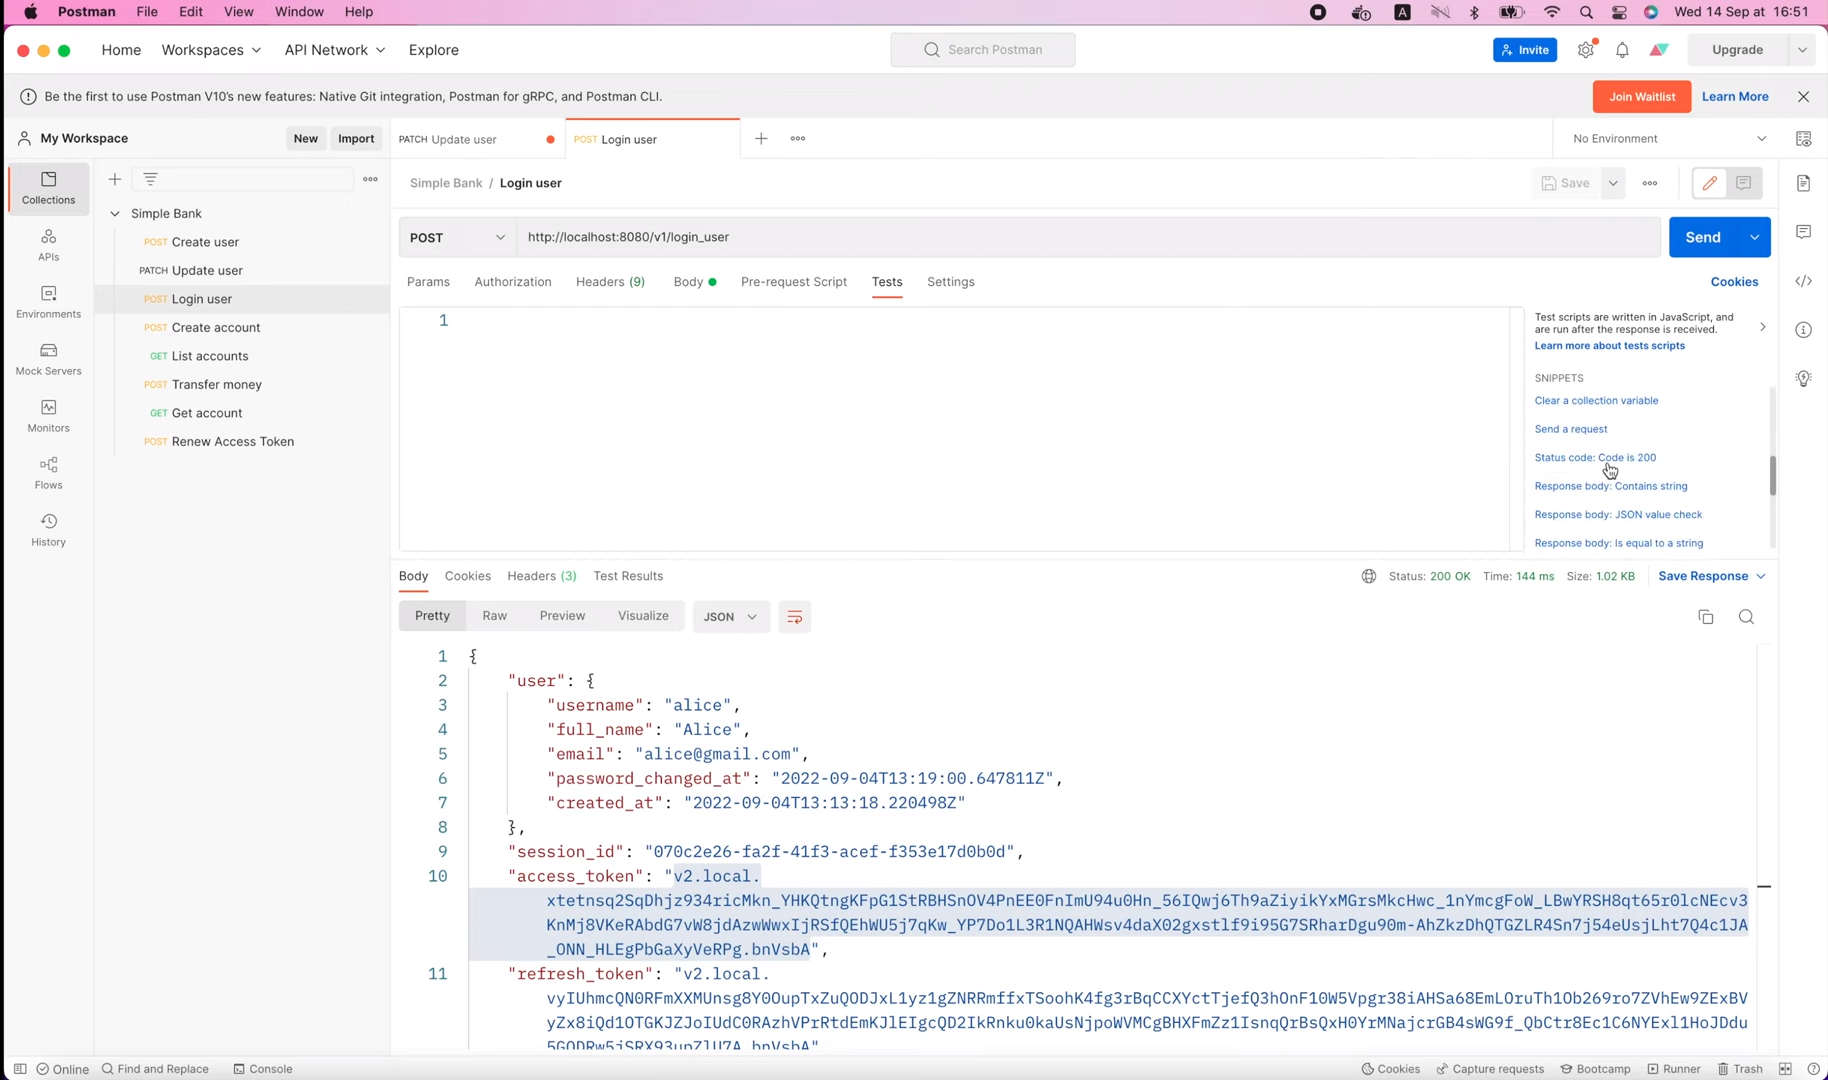 Postman File Edit View Window Help A Wed 14 Sep at 16:51
Home Workspaces API Network Explore Search Postman Invite Upgrade
Be the first to use Postman V10's new features: Native Git integration, Postman for gRPC, and Postman CLI. Join Waitlist Learn More
My Workspace New Import PATCH Update user POST Login user No Environment
Collections
APIs
Environments
Mock Servers
Monitors
Flows
History
Simple Bank
POST Create user
PATCH Update user
POST Login user
POST Create account
GET List accounts
POST Transfer money
GET Get account
POST Renew Access Token
Simple Bank / Login user Save
POST http://localhost:8080/v1/login_user Send
Params Authorization Headers (9) Body Pre-request Script Tests Settings Cookies
1
Test scripts are written in JavaScript, and
are run after the response is received.
Learn more about tests scripts
SNIPPETS
Clear a collection variable
Send a request
Status code: Code is 200
Response body: Contains string
Response body: JSON value check
Response body: Is equal to a string
Body Cookies Headers (3) Test Results Status: 200 OK Time: 144 ms Size: 1.02 KB Save Response
Pretty Raw Preview Visualize JSON
1 {
2 "user": {
3 "username": "alice",
4 "full_name": "Alice",
5 "email": "alice@gmail.com",
6 "password_changed_at": "2022-09-04T13:19:00.647811Z",
7 "created_at": "2022-09-04T13:13:18.220498Z"
8 },
9 "session_id": "070c2e26-fa2f-41f3-acef-f353e17d0b0d",
10 "access_token": "v2.local.
xtetnsq2SqDhjz934ricMkn_YHKQtngKFpG1StRBHSnOV4PnEE0FnImU94u0Hn_56IQwj6Th9aZiyikYxMGrsMkcHwc_1nYmcgFoW_LBwYRSH8qt65r0lcNEcv3
KnMj8VKeRAbdG7vW8jdAzwWwxIjRSfQEhWU5j7qKw_YP7Do1L3R1NQAHWsv4daX02gxstlf9i95G7SRharDgu90m-AhZkzDhQTGZLR4Sn7j54eUsjLht7Q4c1JA
_ONN_HLEgPbGaXyVeRPg.bnVsbA",
11 "refresh_token": "v2.local.
vyIUhmcQN0RFmXXMUnsg8Y0OupTxZuQODJxL1yz1gZNRRmffxTSoohK4fg3rBqCCXYctTjefQ3hOnF10W5Vpgr38iAHSa68EmLOruTh1Ob269ro7ZVhEw9ZExBV
yZx8iQd1OTGKJZJoIUdC0RAzhVPrRtdEmKJlEIgcQD2IkRnku0kaUsNjpoWVMCgBHXFmZz1IsnqQrBsQxH0YrMNajcrGB4sWG9f_QbCtr8Ec1C6NYExl1HoJDdu
Online Find and Replace Console Cookies Capture requests Bootcamp Runner Trash